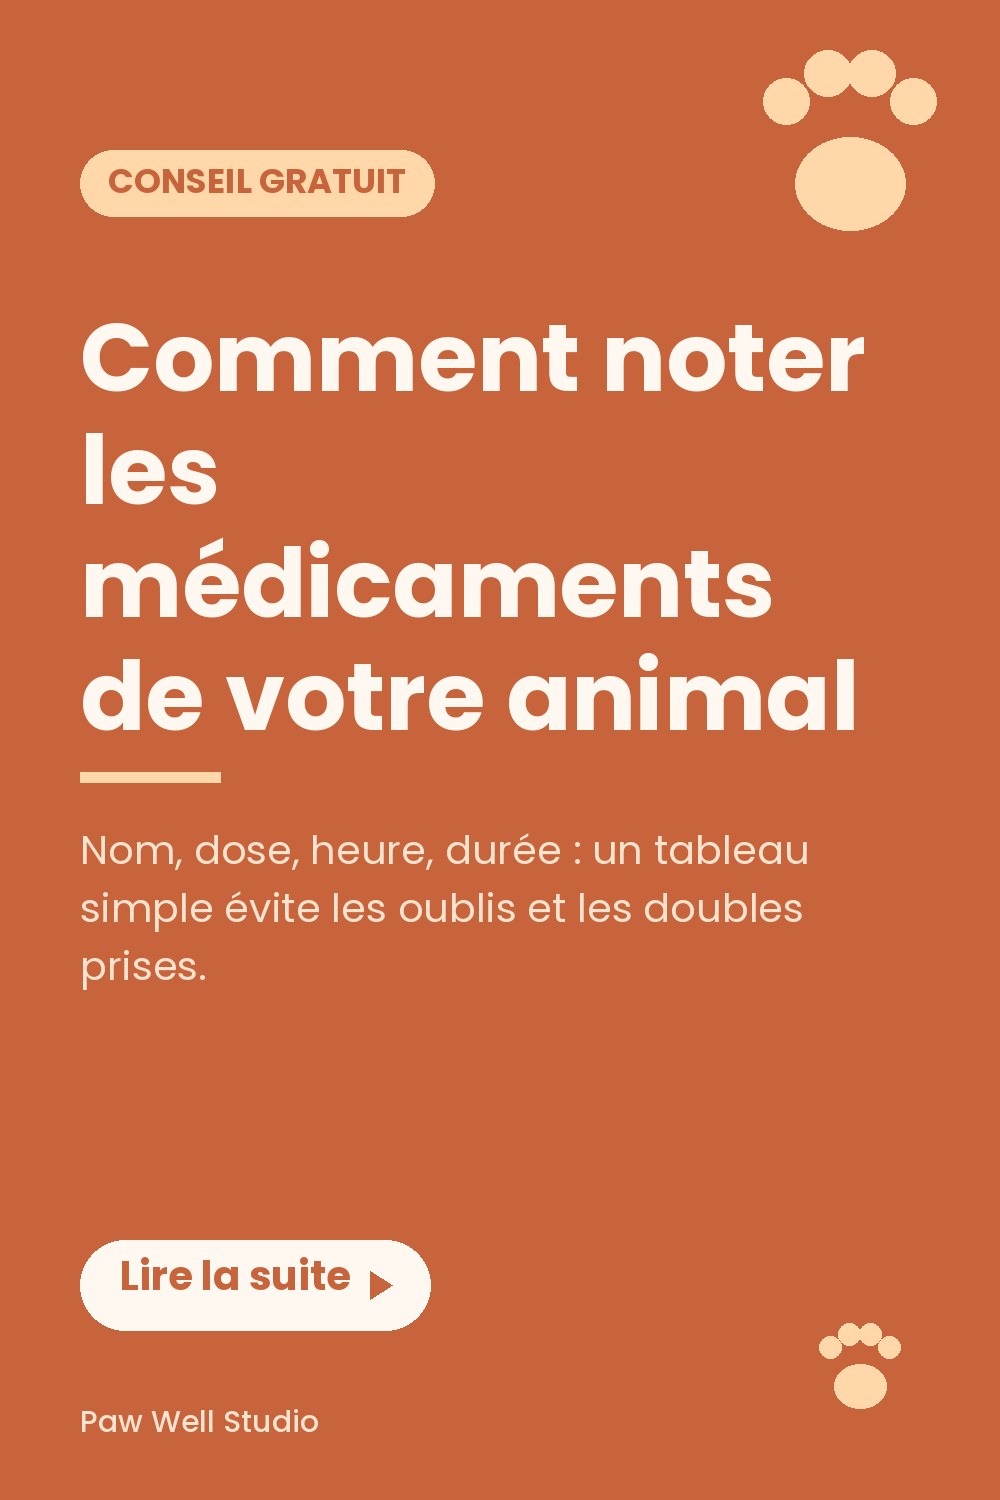 CONSEIL GRATUIT
Comment noter
les
médicaments
de votre animal
Nom, dose, heure, durée : un tableau
simple évite les oublis et les doubles
prises.
Lire la suite
Paw Well Studio